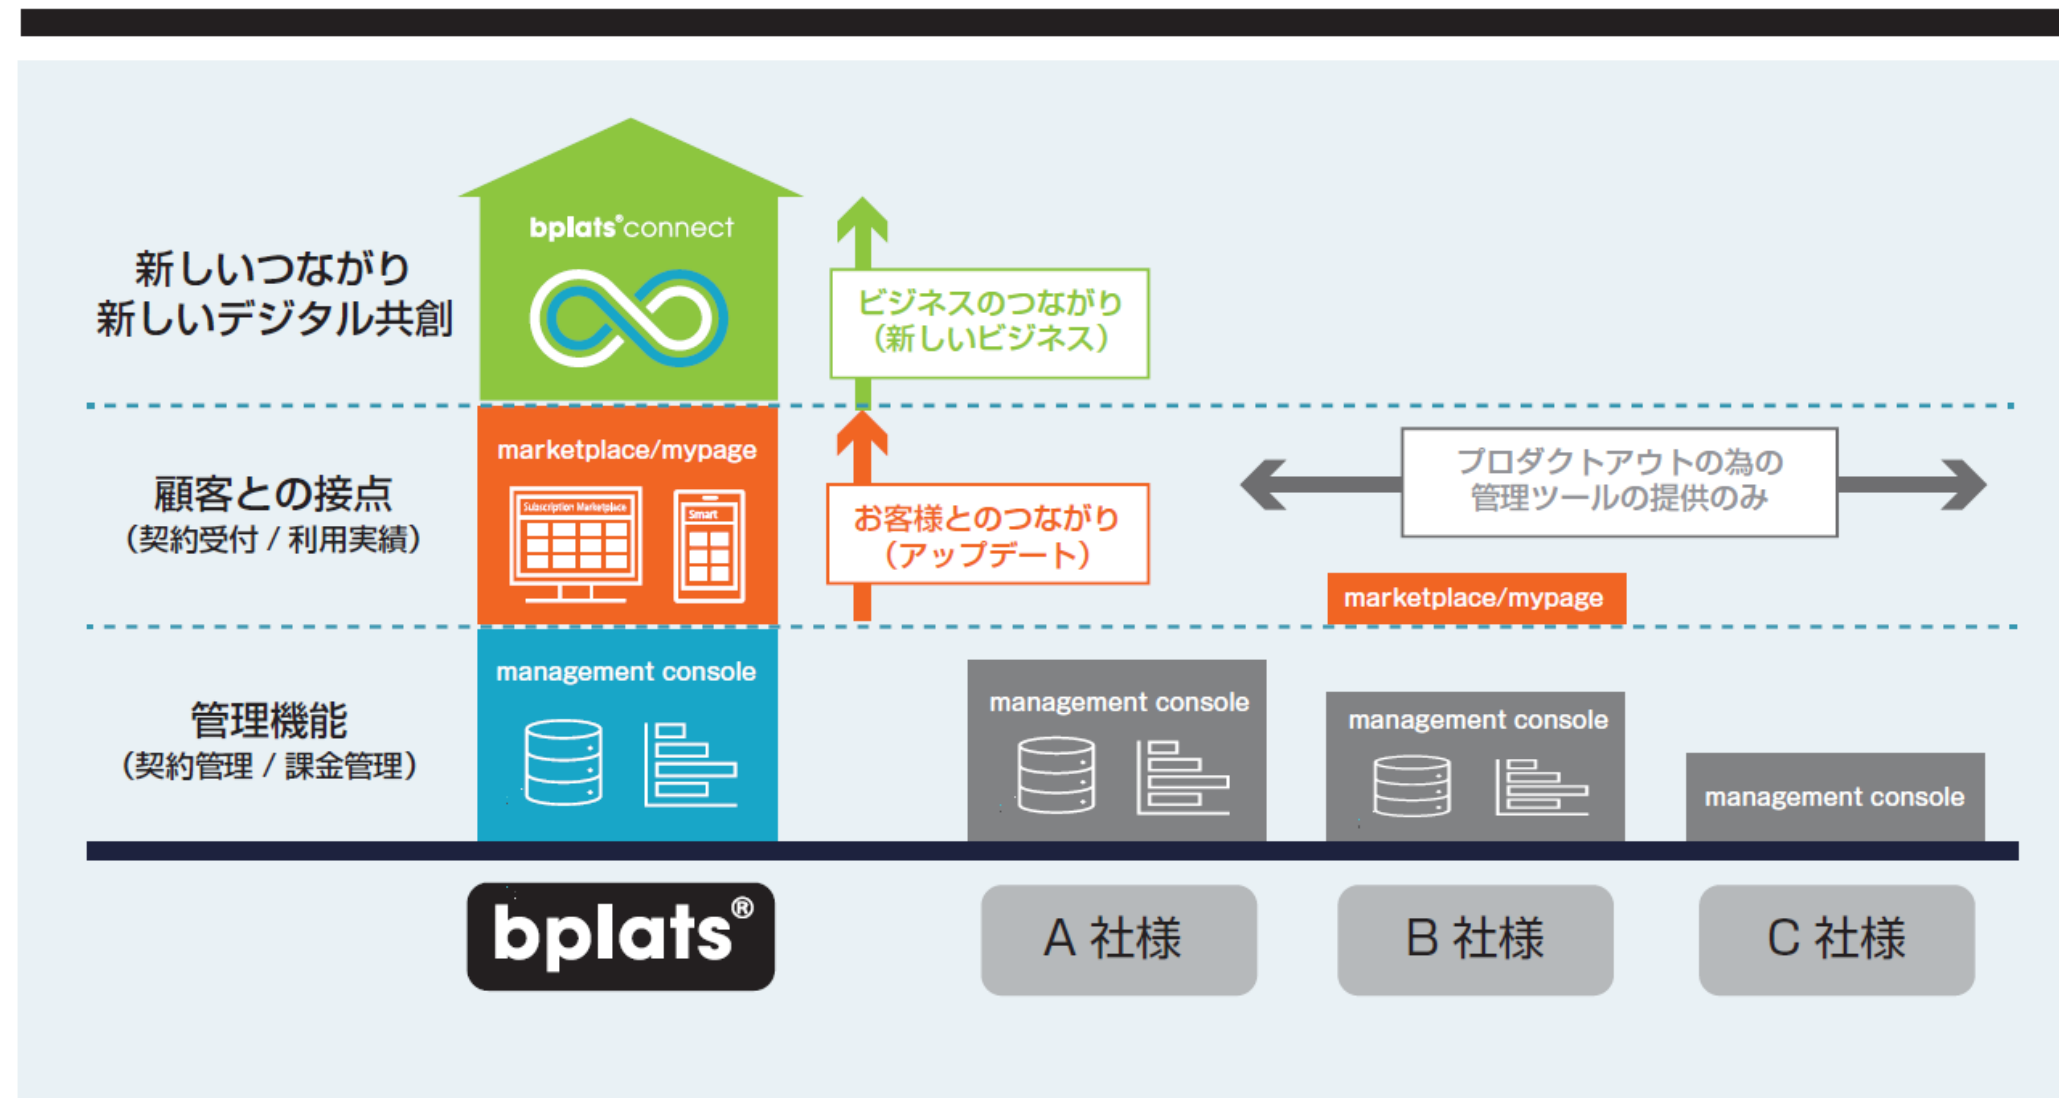 bplats®connect
新しいつながり
新しいデジタル共創
ビジネスのつながり
（新しいビジネス）
marketplace/mypage
Subscription Marketplace
Smart
顧客との接点
（契約受付 / 利用実績）
お客様とのつながり
（アップデート）
プロダクトアウトの為の
管理ツールの提供のみ
marketplace/mypage
management console
管理機能
（契約管理 / 課金管理）
management console
management console
management console
bplats®
A 社様
B 社様
C 社様